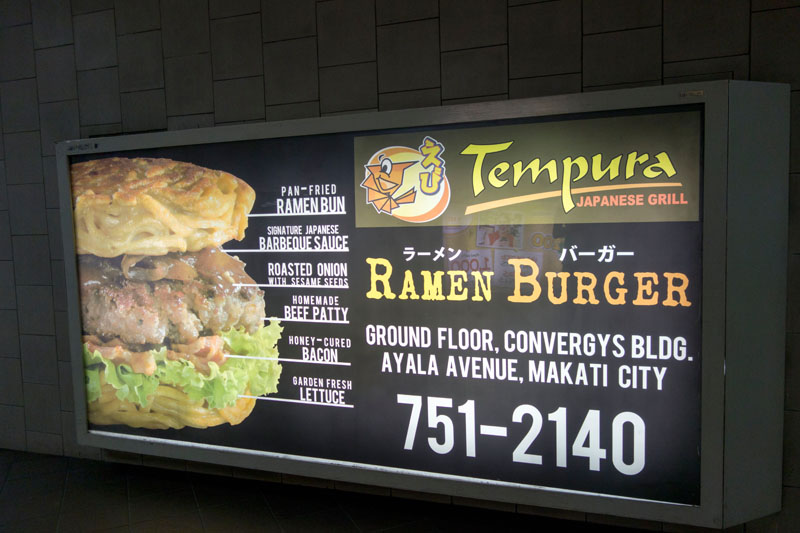 PAN-FRIED
RAMEN BUN
SIGNATURE JAPANESE
BARBEQUE SAUCE
ROASTED ONION
WITH SESAME SEEDS
HOMEMADE
BEEF PATTY
HONEY-CURED
BACON
GARDEN FRESH
LETTUCE
えび
Tempura
JAPANESE GRILL
ラーメン バーガー
RAMEN BURGER
GROUND FLOOR, CONVERGYS BLDG.
AYALA AVENUE, MAKATI CITY
751-2140